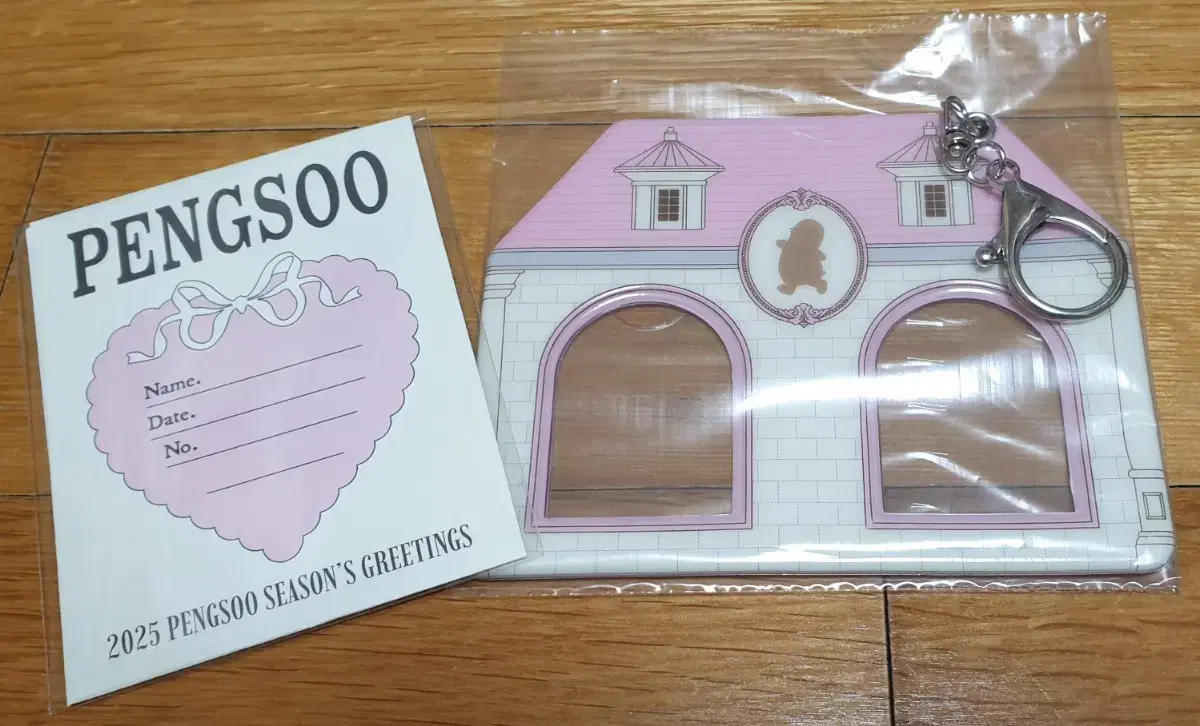 PENGSOO
Name.
Date.
No.
2025 PENGSOO SEASON'S GREETINGS